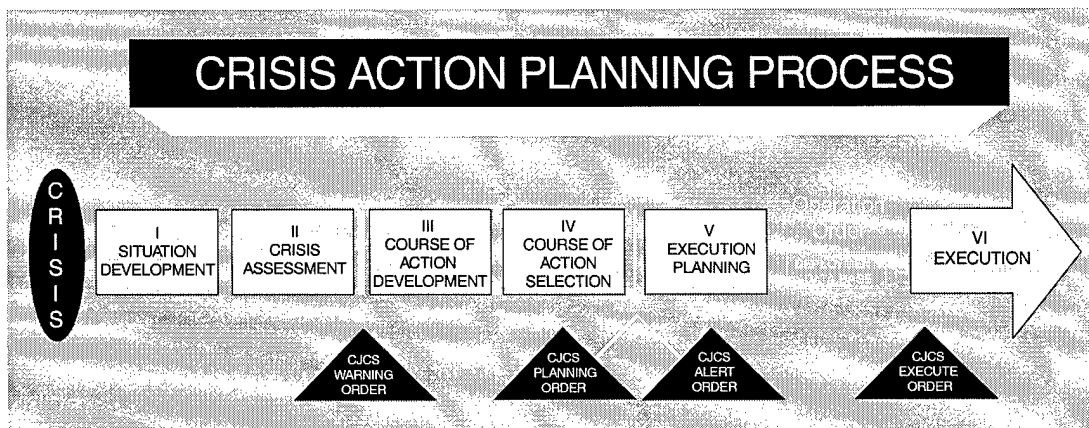 CRISIS ACTION PLANNING PROCESS
CRISIS
I
SITUATION
DEVELOPMENT
II
CRISIS
ASSESSMENT
III
COURSE OF
ACTION
DEVELOPMENT
IV
COURSE OF
ACTION
SELECTION
V
EXECUTION
PLANNING
VI
EXECUTION
CJCS
WARNING
ORDER
CJCS
PLANNING
ORDER
CJCS
ALERT
ORDER
CJCS
EXECUTE
ORDER